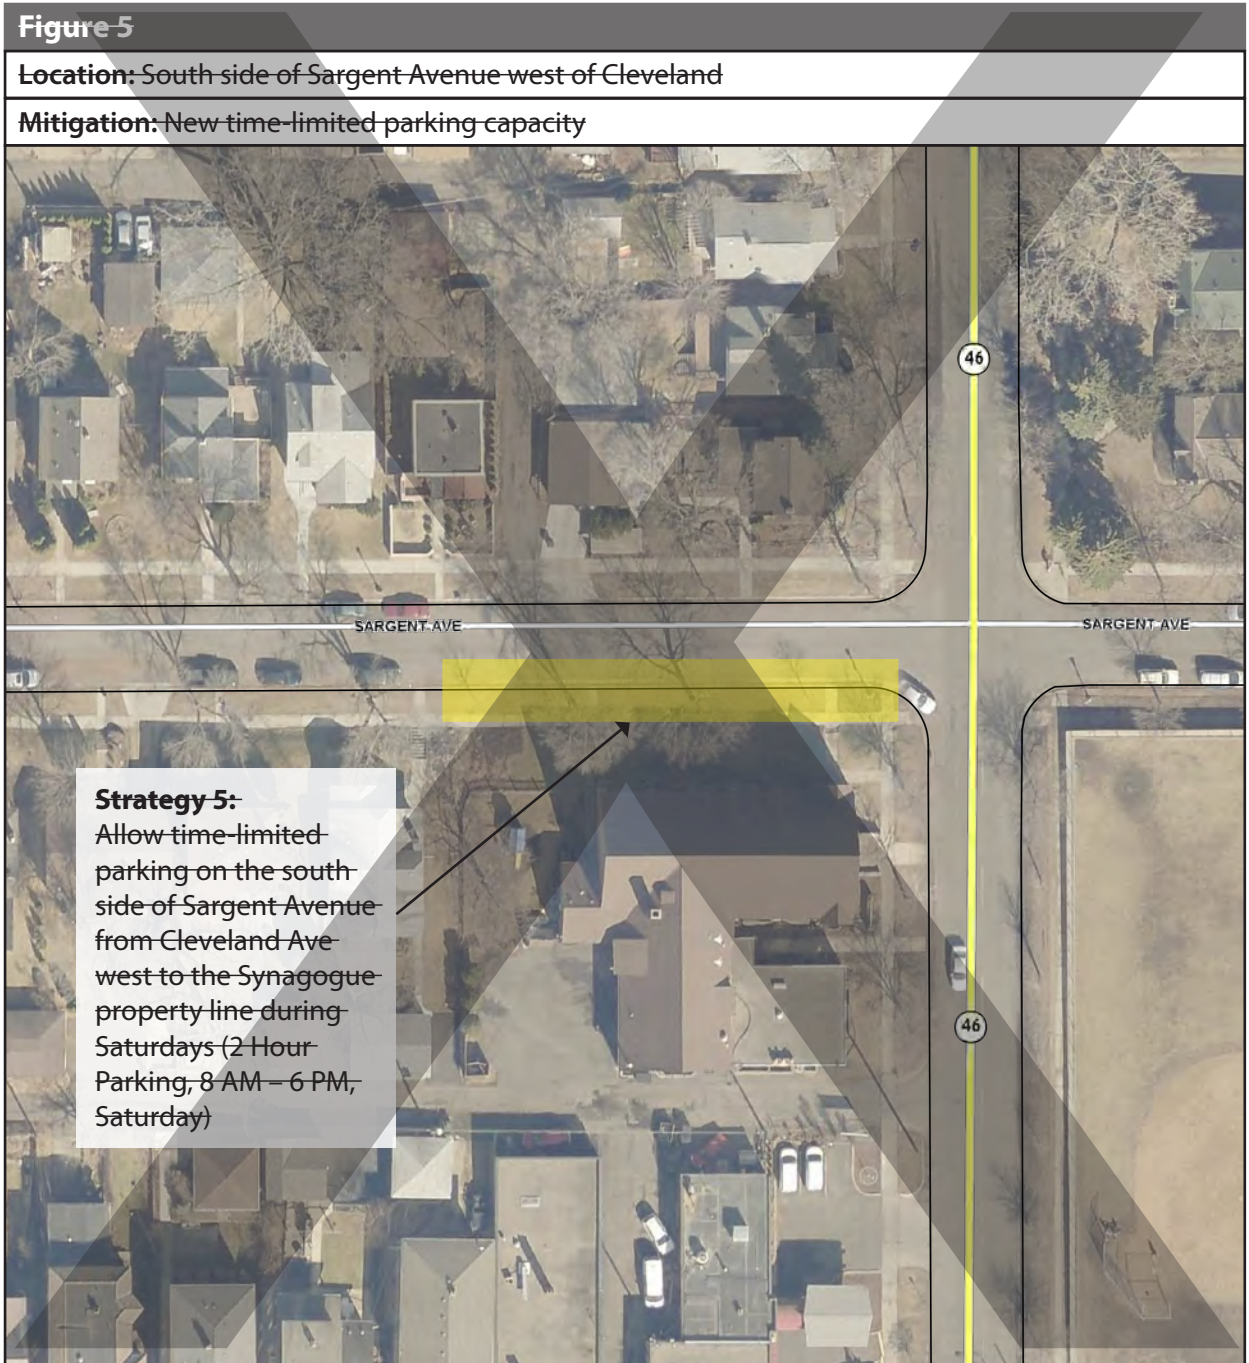 Figure 5
Location: South side of Sargent Avenue west of Cleveland
Mitigation: New time-limited parking capacity
46
SARGENT AVE
SARGENT AVE
Strategy 5:
Allow time-limited
parking on the south
side of Sargent Avenue
from Cleveland Ave
west to the Synagogue
property line during
Saturdays (2 Hour
Parking, 8 AM – 6 PM,
Saturday)
46